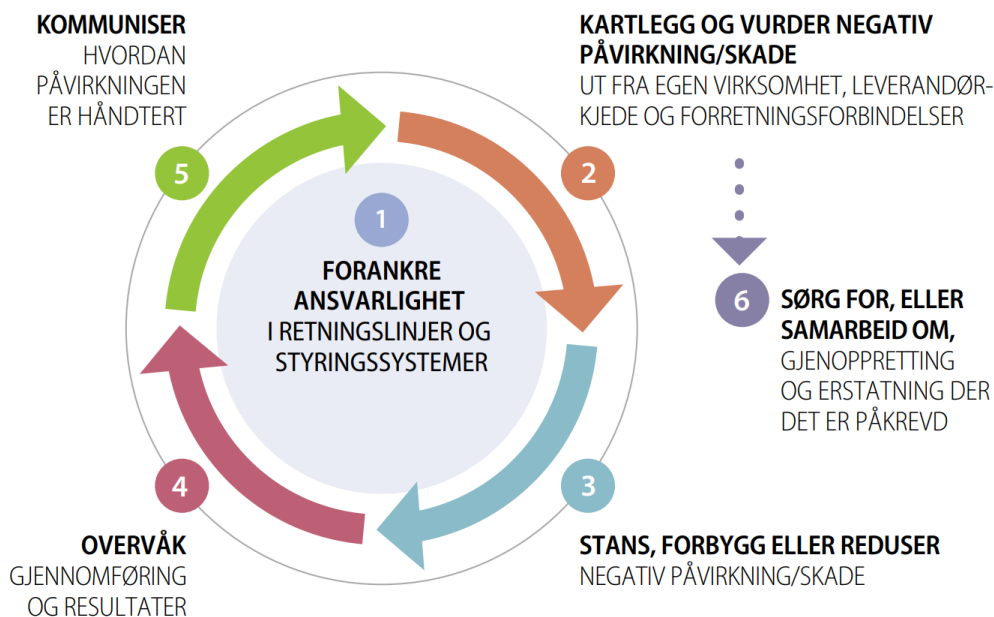 1
FORANKRE
ANSVARLIGHET
I RETNINGSLINJER OG
STYRINGSSYSTEMER
2
KARTLEGG OG VURDER NEGATIV
PÅVIRKNING/SKADE
UT FRA EGEN VIRKSOMHET, LEVERANDØR-
KJEDE OG FORRETNINGSFORBINDELSER
3
STANS, FORBYGG ELLER REDUSER
NEGATIV PÅVIRKNING/SKADE
4
OVERVÅK
GJENNOMFØRING
OG RESULTATER
5
KOMMUNISER
HVORDAN
PÅVIRKNINGEN
ER HÅNDTERT
6
SØRG FOR, ELLER
SAMARBEID OM,
GJENOPPRETTING
OG ERSTATNING DER
DET ER PÅKREVD